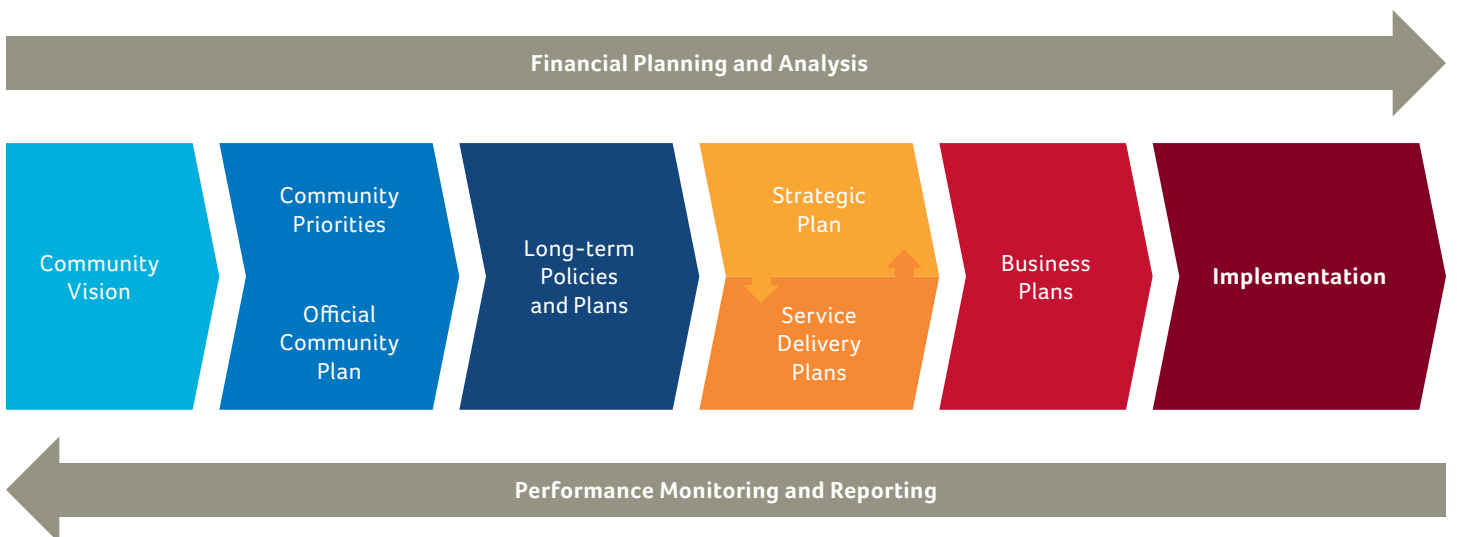 Financial Planning and Analysis
Community
Vision
Community
Priorities
Official
Community
Plan
Long-term
Policies
and Plans
Strategic
Plan
Service
Delivery
Plans
Business
Plans
Implementation
Performance Monitoring and Reporting